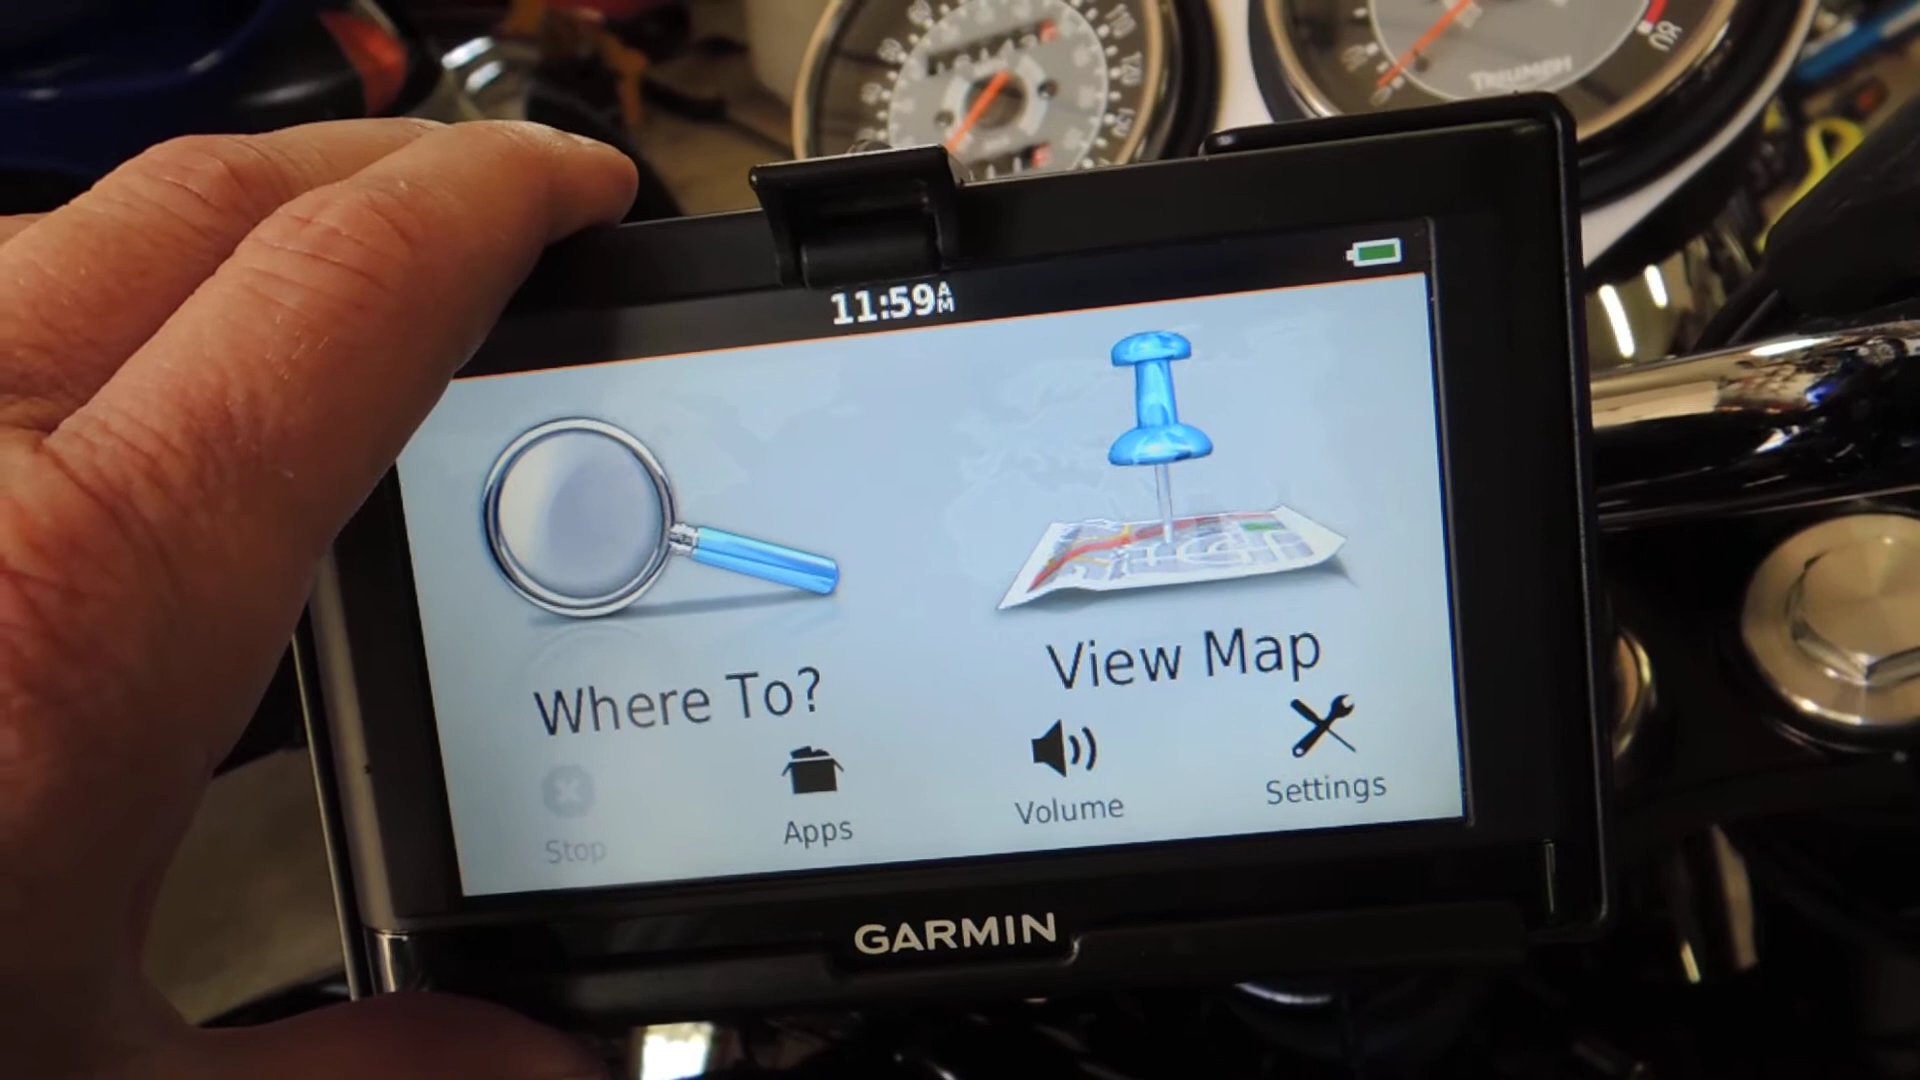 TRIUMPH
11:59AM
Where To?
View Map
Stop
Apps
Volume
Settings
GARMIN